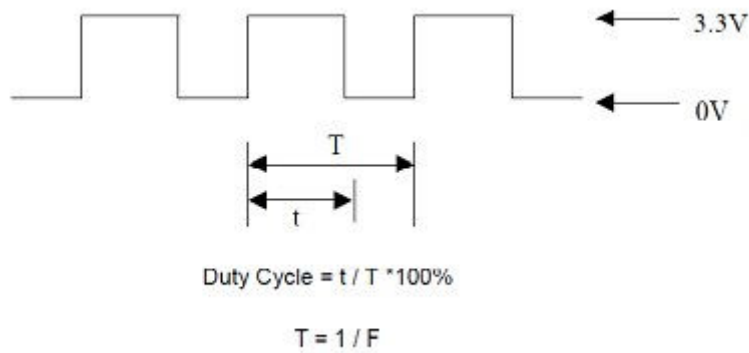 3.3V
0V
T
t
Duty Cycle = t / T *100%
T = 1 / F